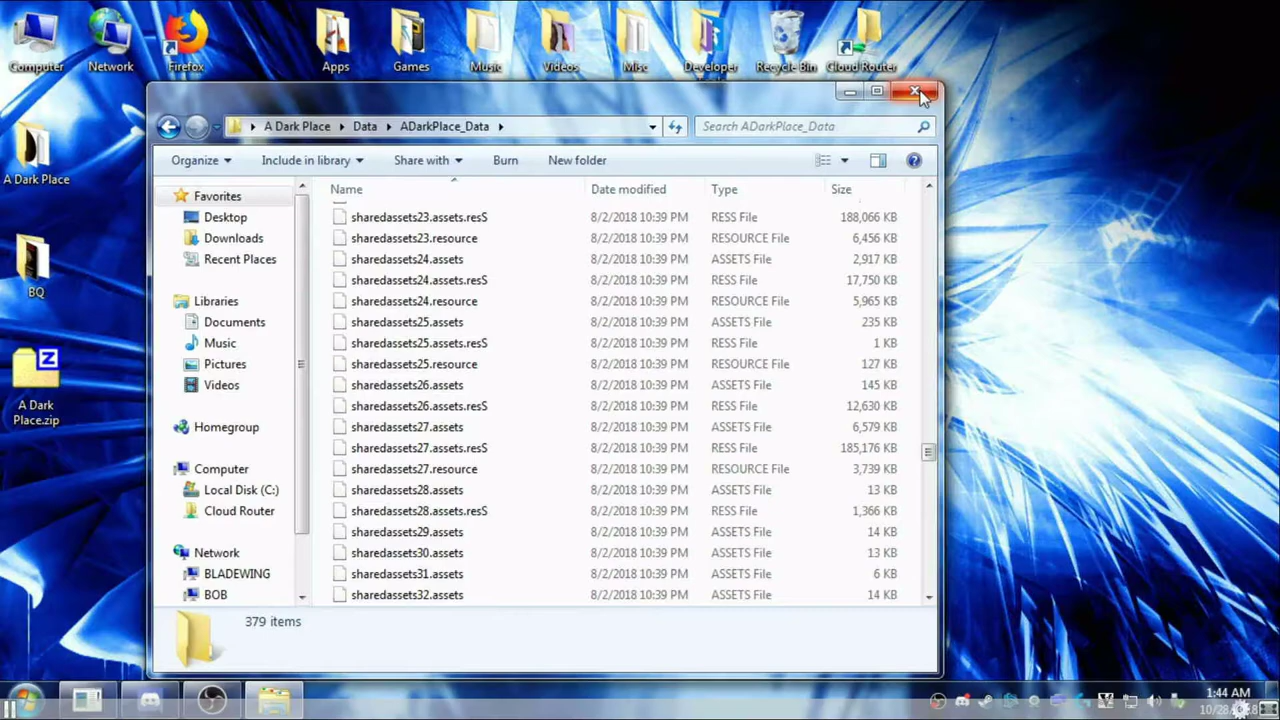 Computer
Network
Firefox
Apps
Games
Music
Videos
Misc
Developer
Recycle Bin
Cloud Router
A Dark Place
BQ
A Dark
Place.zip
A Dark Place
Data
ADarkPlace_Data
Search ADarkPlace_Data
Organize
Include in library
Share with
Burn
New folder
Favorites
Desktop
Downloads
Recent Places
Libraries
Documents
Music
Pictures
Videos
Homegroup
Computer
Local Disk (C:)
Cloud Router
Network
BLADEWING
BOB
Name Date modified Type Size
sharedassets23.assets.resS 8/2/2018 10:39 PM RESS File 188,066 KB
sharedassets23.resource 8/2/2018 10:39 PM RESOURCE File 6,456 KB
sharedassets24.assets 8/2/2018 10:39 PM ASSETS File 2,917 KB
sharedassets24.assets.resS 8/2/2018 10:39 PM RESS File 17,750 KB
sharedassets24.resource 8/2/2018 10:39 PM RESOURCE File 5,965 KB
sharedassets25.assets 8/2/2018 10:39 PM ASSETS File 235 KB
sharedassets25.assets.resS 8/2/2018 10:39 PM RESS File 1 KB
sharedassets25.resource 8/2/2018 10:39 PM RESOURCE File 127 KB
sharedassets26.assets 8/2/2018 10:39 PM ASSETS File 145 KB
sharedassets26.assets.resS 8/2/2018 10:39 PM RESS File 12,630 KB
sharedassets27.assets 8/2/2018 10:39 PM ASSETS File 6,579 KB
sharedassets27.assets.resS 8/2/2018 10:39 PM RESS File 185,176 KB
sharedassets27.resource 8/2/2018 10:39 PM RESOURCE File 3,739 KB
sharedassets28.assets 8/2/2018 10:39 PM ASSETS File 13 KB
sharedassets28.assets.resS 8/2/2018 10:39 PM RESS File 1,366 KB
sharedassets29.assets 8/2/2018 10:39 PM ASSETS File 14 KB
sharedassets30.assets 8/2/2018 10:39 PM ASSETS File 13 KB
sharedassets31.assets 8/2/2018 10:39 PM ASSETS File 6 KB
sharedassets32.assets 8/2/2018 10:39 PM ASSETS File 14 KB
379 items
1:44 AM